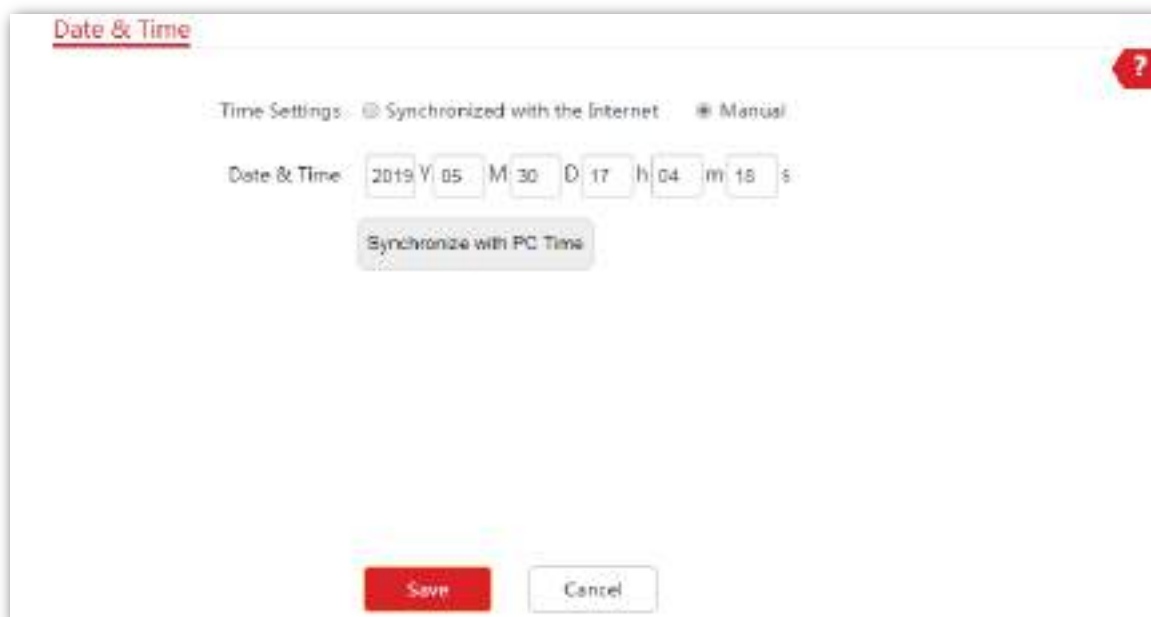 Date & Time
?
Time Settings Synchronized with the Internet Manual
Date & Time 2019 Y 05 M 30 D 17 h 04 m 18 s
Synchronize with PC Time
Save Cancel